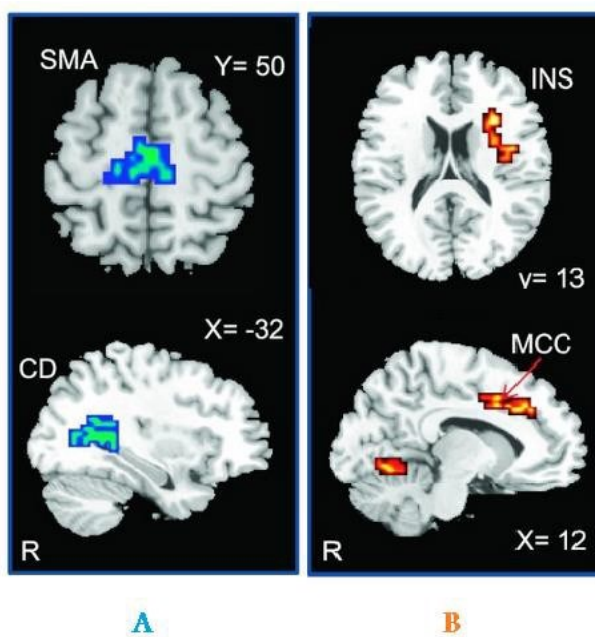 SMA
Y= 50
X= -32
CD
R
A
INS
v= 13
MCC
R
X= 12
B